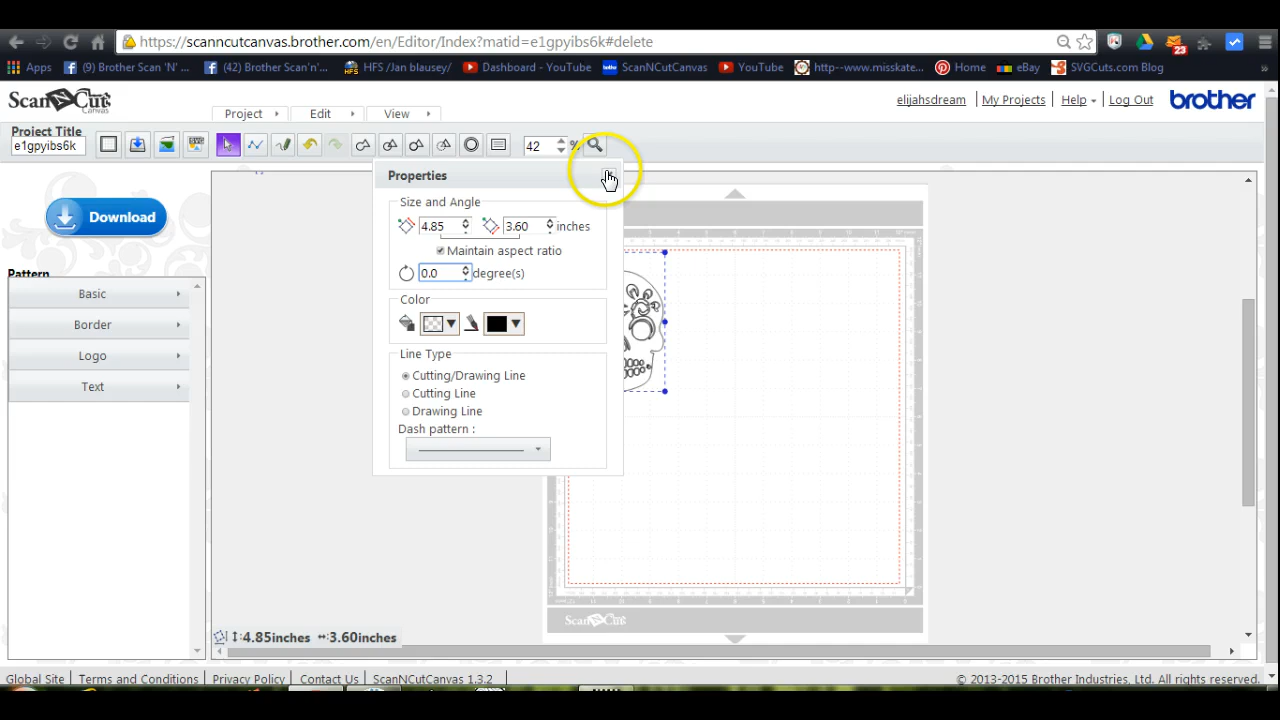 https://scanncutcanvas.brother.com/en/Editor/Index?matid=e1gpyibs6k#delete
Apps (9) Brother Scan 'N' ... (42) Brother Scan'n'... HFS /Jan blausey/ Dashboard - YouTube ScanNCutCanvas YouTube http--www.misskate... Home eBay SVGCuts.com Blog »
23
ScanNCut Canvas
Project Edit View
elijahsdream My Projects Help Log Out brother
Project Title
e1gpyibs6k
42 %
Properties
Size and Angle
4.85 3.60 inches
Maintain aspect ratio
0.0 degree(s)
Color
Line Type
Cutting/Drawing Line
Cutting Line
Drawing Line
Dash pattern :
Download
Pattern
Basic
Border
Logo
Text
ScanNCut
4.85inches 3.60inches
Global Site Terms and Conditions Privacy Policy Contact Us ScanNCutCanvas 1.3.2 © 2013-2015 Brother Industries, Ltd. All Rights Reserved.